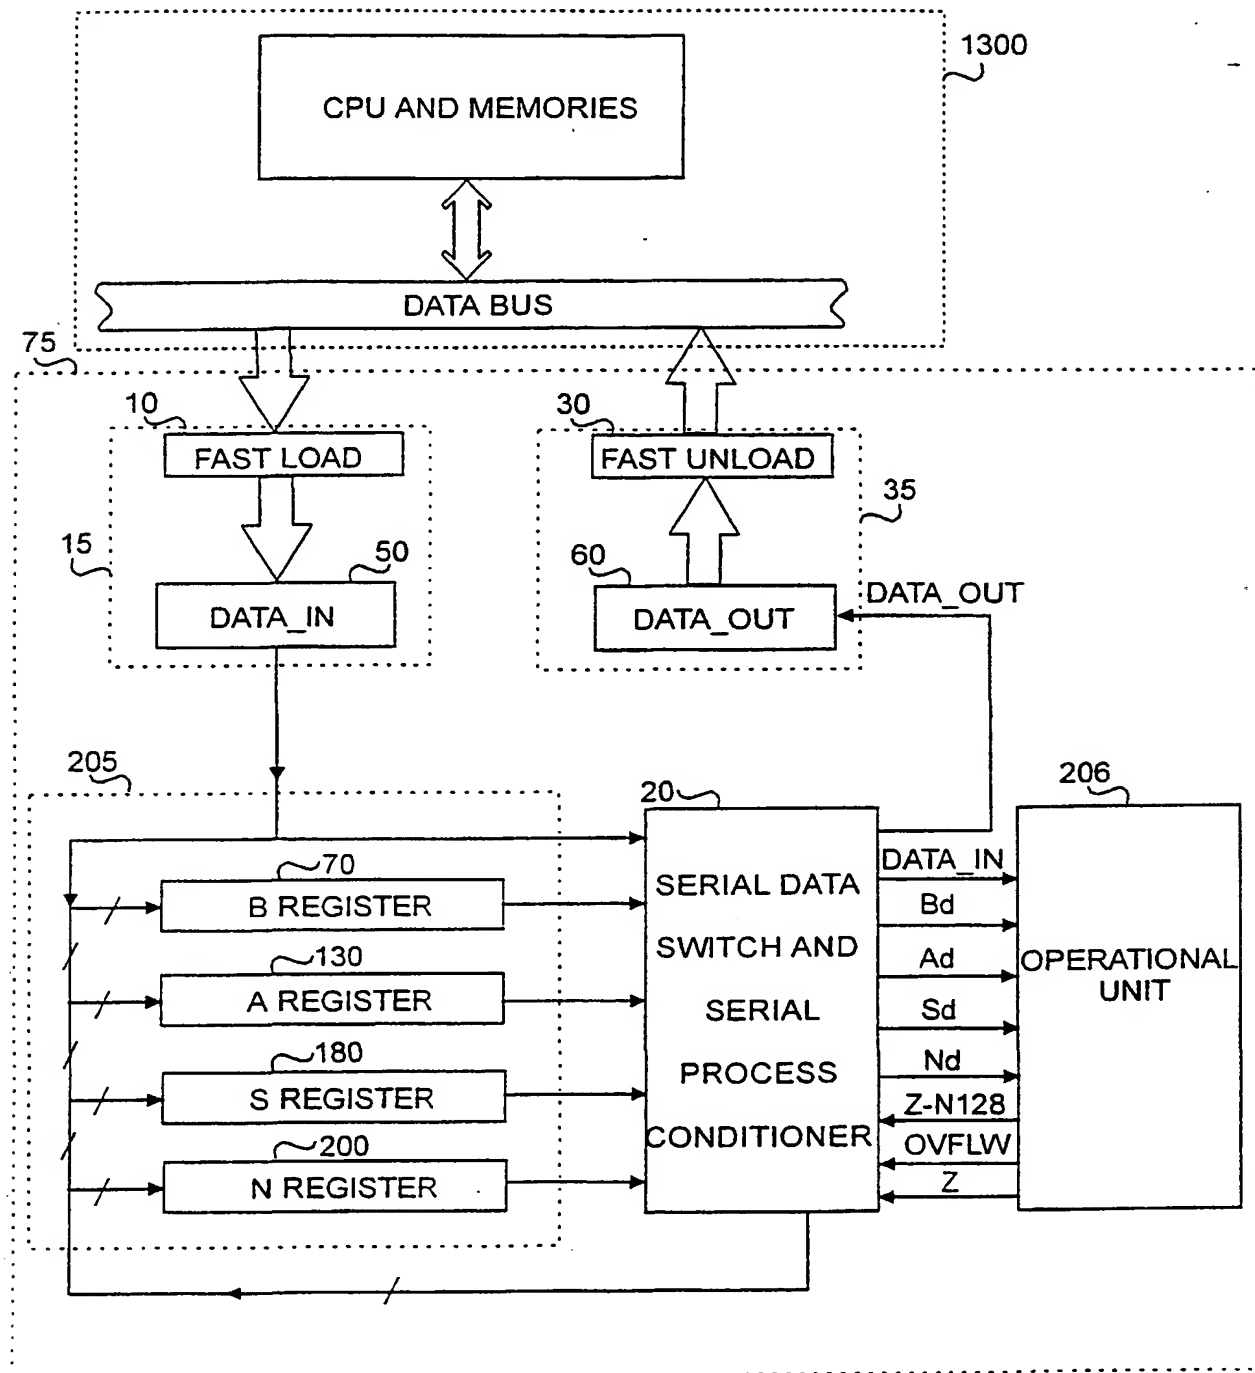 1300
CPU AND MEMORIES
DATA BUS
75
10
FAST LOAD
30
FAST UNLOAD
35
15
50
DATA_IN
60
DATA_OUT
DATA_OUT
205
20
206
70
B REGISTER
130
A REGISTER
180
S REGISTER
200
N REGISTER
SERIAL DATA
SWITCH AND
SERIAL
PROCESS
CONDITIONER
DATA_IN
Bd
Ad
Sd
Nd
Z-N128
OVFLW
Z
OPERATIONAL
UNIT